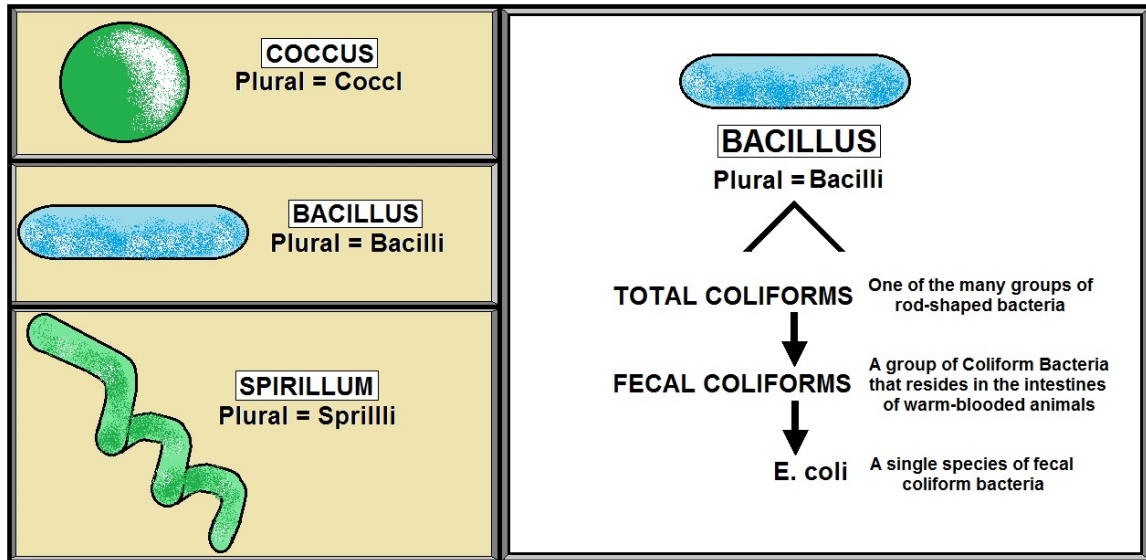 COCCUS
Plural = CoccI
BACILLUS
Plural = Bacilli
SPIRILLUM
Plural = Sprillli
BACILLUS
Plural = Bacilli
TOTAL COLIFORMS
One of the many groups of
rod-shaped bacteria
FECAL COLIFORMS
A group of Coliform Bacteria
that resides in the intestines
of warm-blooded animals
E. coli
A single species of fecal
coliform bacteria